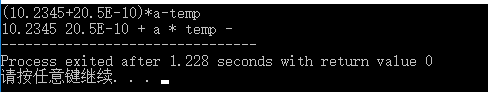 (10.2345+20.5E-10)*a-temp
10.2345 20.5E-10 + a * temp -
--------------------------------
Process exited after 1.228 seconds with return value 0
请按任意键继续. . .